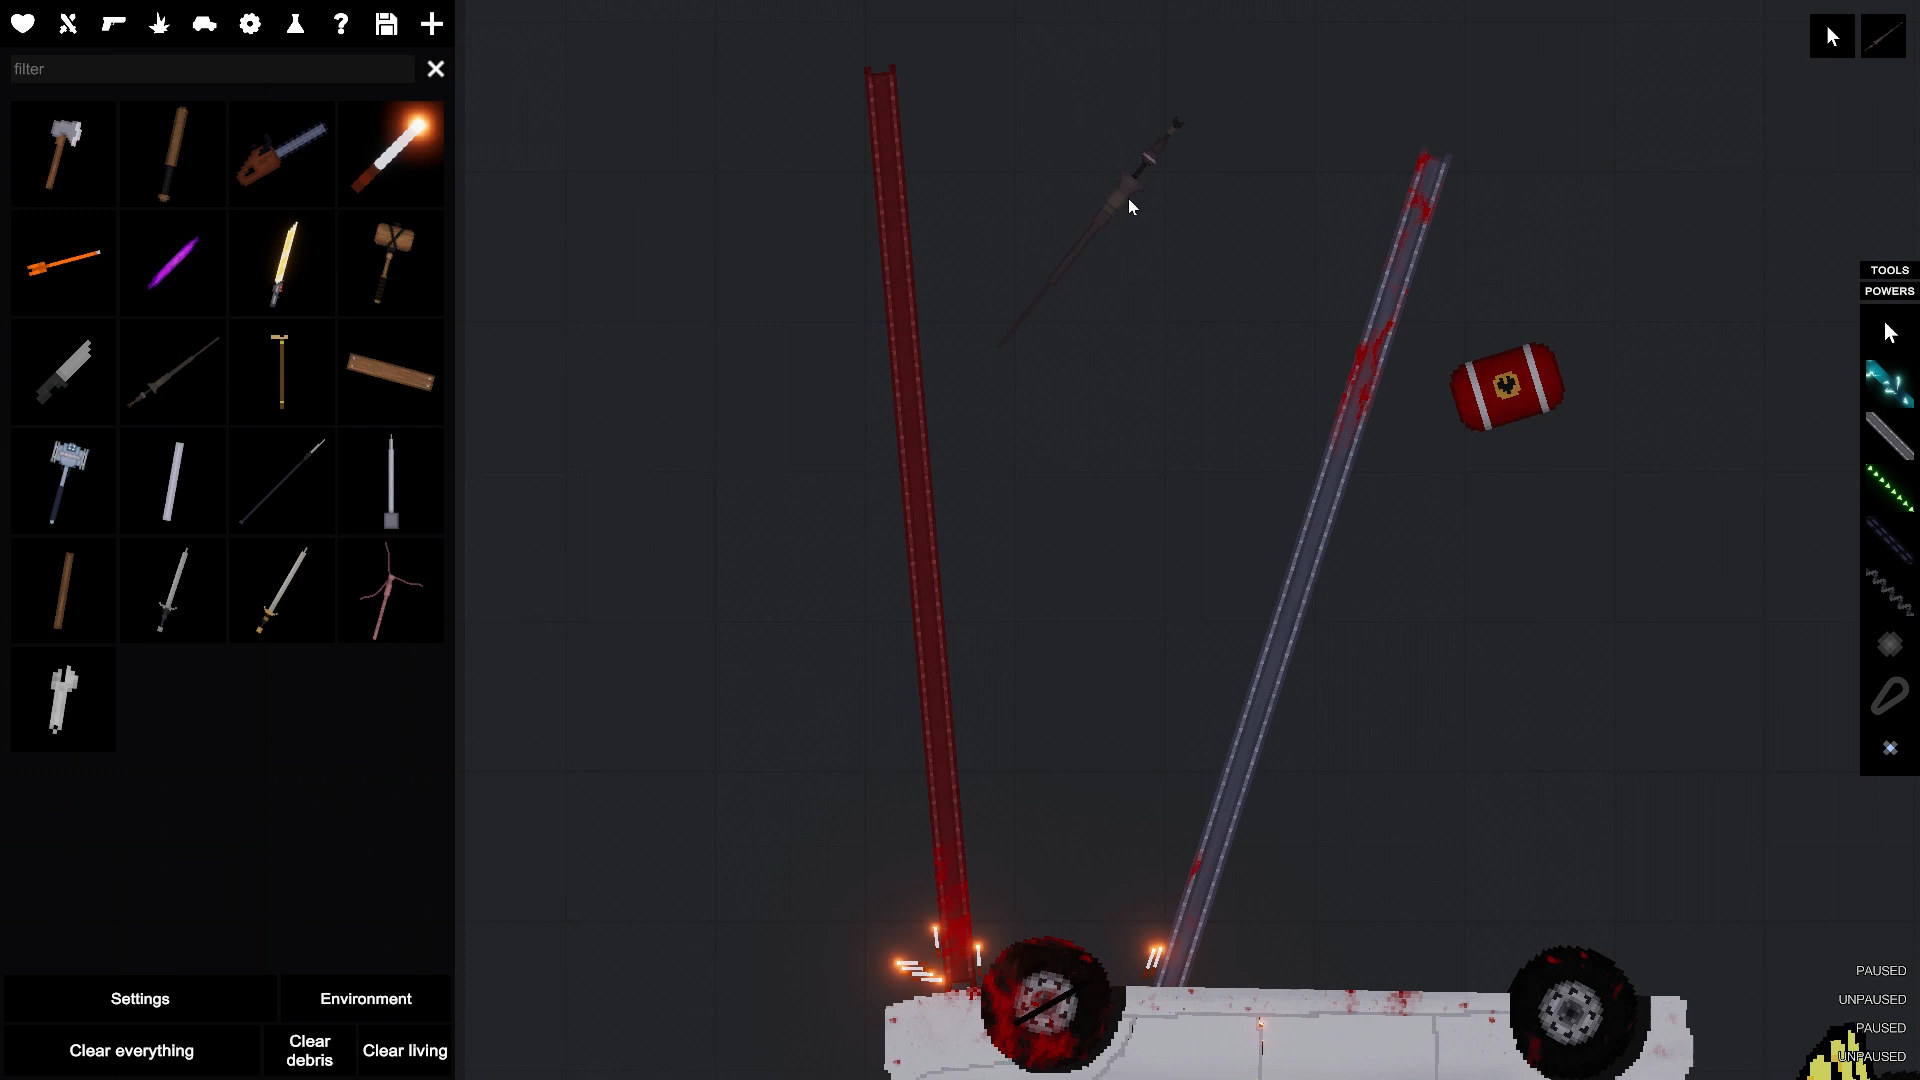 filter
TOOLS
POWERS
PAUSED
UNPAUSED
PAUSED
UNPAUSED
Settings
Environment
Clear everything
Clear
debris
Clear living